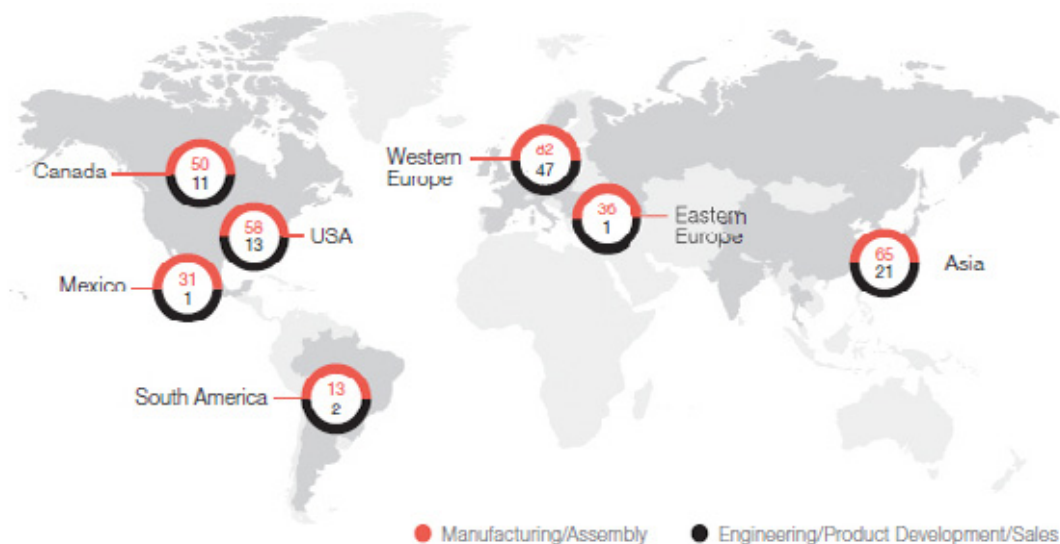 Canada
50
11
USA
58
13
Mexico
31
1
South America
13
2
Western
Europe
47
Eastern
Europe
36
1
Asia
65
21
Manufacturing/Assembly
Engineering/Product Development/Sales